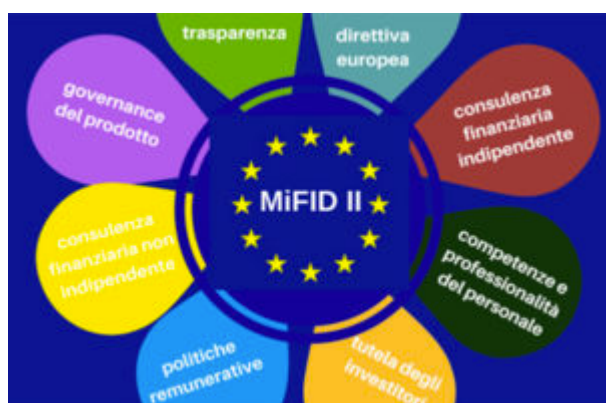 trasparenza
direttiva
europea
governance
del prodotto
consulenza
finanziaria
indipendente
MiFID II
consulenza
finanziaria non
indipendente
competenze e
professionalità
del personale
politiche
remunerative
tutela degli
investitori